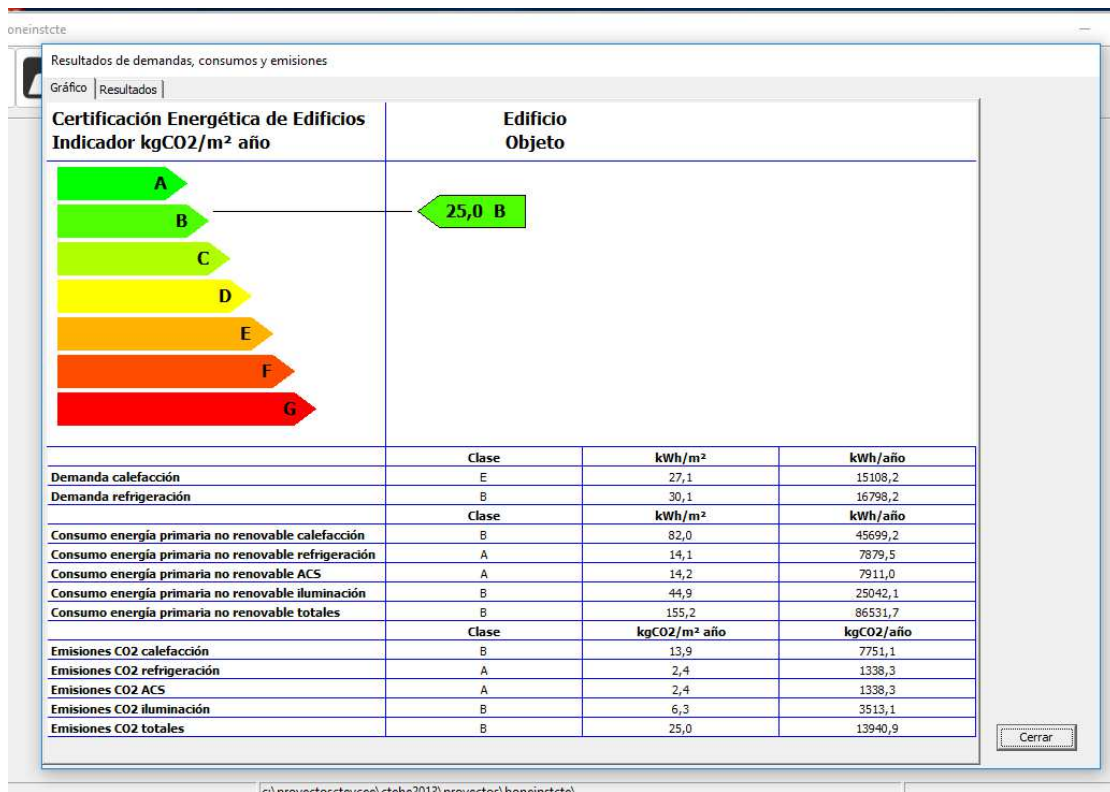 oneinstcte
Resultados de demandas, consumos y emisiones
Gráfico Resultados
Certificación Energética de Edificios
Indicador kgCO2/m² año
Edificio
Objeto
A
B
25,0 B
C
D
E
F
G
Clase kWh/m² kWh/año
Demanda calefacción E 27,1 15108,2
Demanda refrigeración B 30,1 16798,2
Clase kWh/m² kWh/año
Consumo energía primaria no renovable calefacción B 82,0 45699,2
Consumo energía primaria no renovable refrigeración A 14,1 7879,5
Consumo energía primaria no renovable ACS A 14,2 7911,0
Consumo energía primaria no renovable iluminación B 44,9 25042,1
Consumo energía primaria no renovable totales B 155,2 86531,7
Clase kgCO2/m² año kgCO2/año
Emisiones CO2 calefacción B 13,9 7751,1
Emisiones CO2 refrigeración A 2,4 1338,3
Emisiones CO2 ACS A 2,4 1338,3
Emisiones CO2 iluminación B 6,3 3513,1
Emisiones CO2 totales B 25,0 13940,9
Cerrar